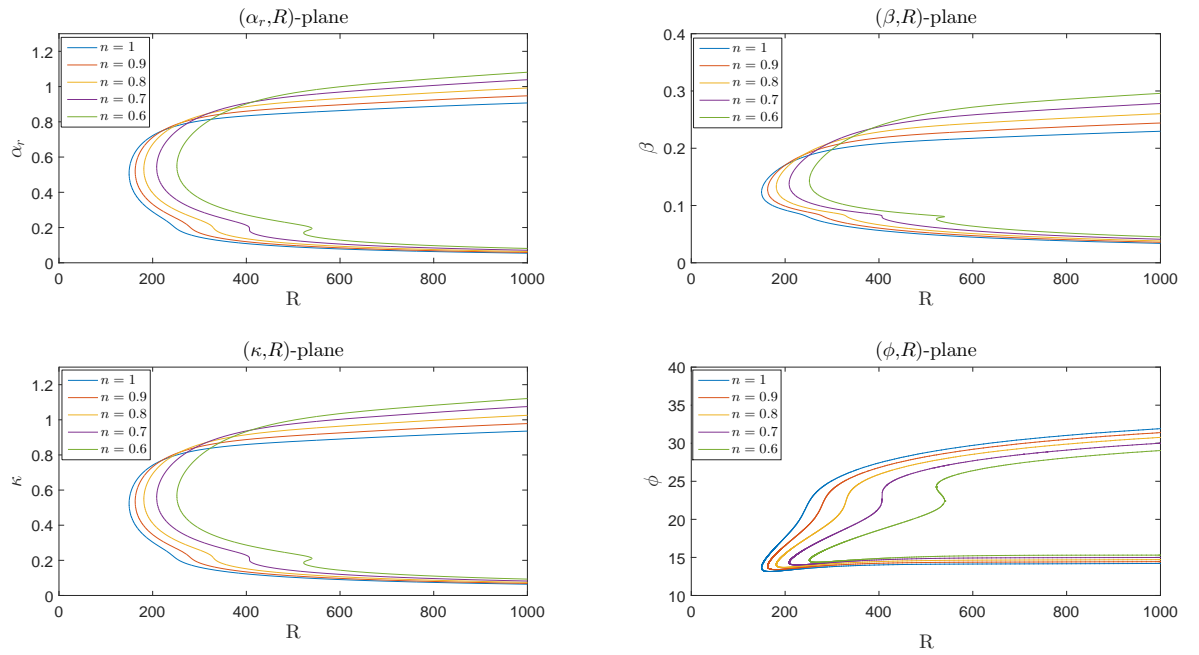 (α_r,R)-plane
1.2
1
0.8
0.6
0.4
0.2
0
α_r
n = 1
n = 0.9
n = 0.8
n = 0.7
n = 0.6
0 200 400 600 800 1000
R
(β,R)-plane
0.4
0.3
0.2
0.1
0
β
n = 1
n = 0.9
n = 0.8
n = 0.7
n = 0.6
0 200 400 600 800 1000
R
(κ,R)-plane
1.2
1
0.8
0.6
0.4
0.2
0
κ
n = 1
n = 0.9
n = 0.8
n = 0.7
n = 0.6
0 200 400 600 800 1000
R
(ϕ,R)-plane
40
35
30
25
20
15
10
ϕ
n = 1
n = 0.9
n = 0.8
n = 0.7
n = 0.6
0 200 400 600 800 1000
R